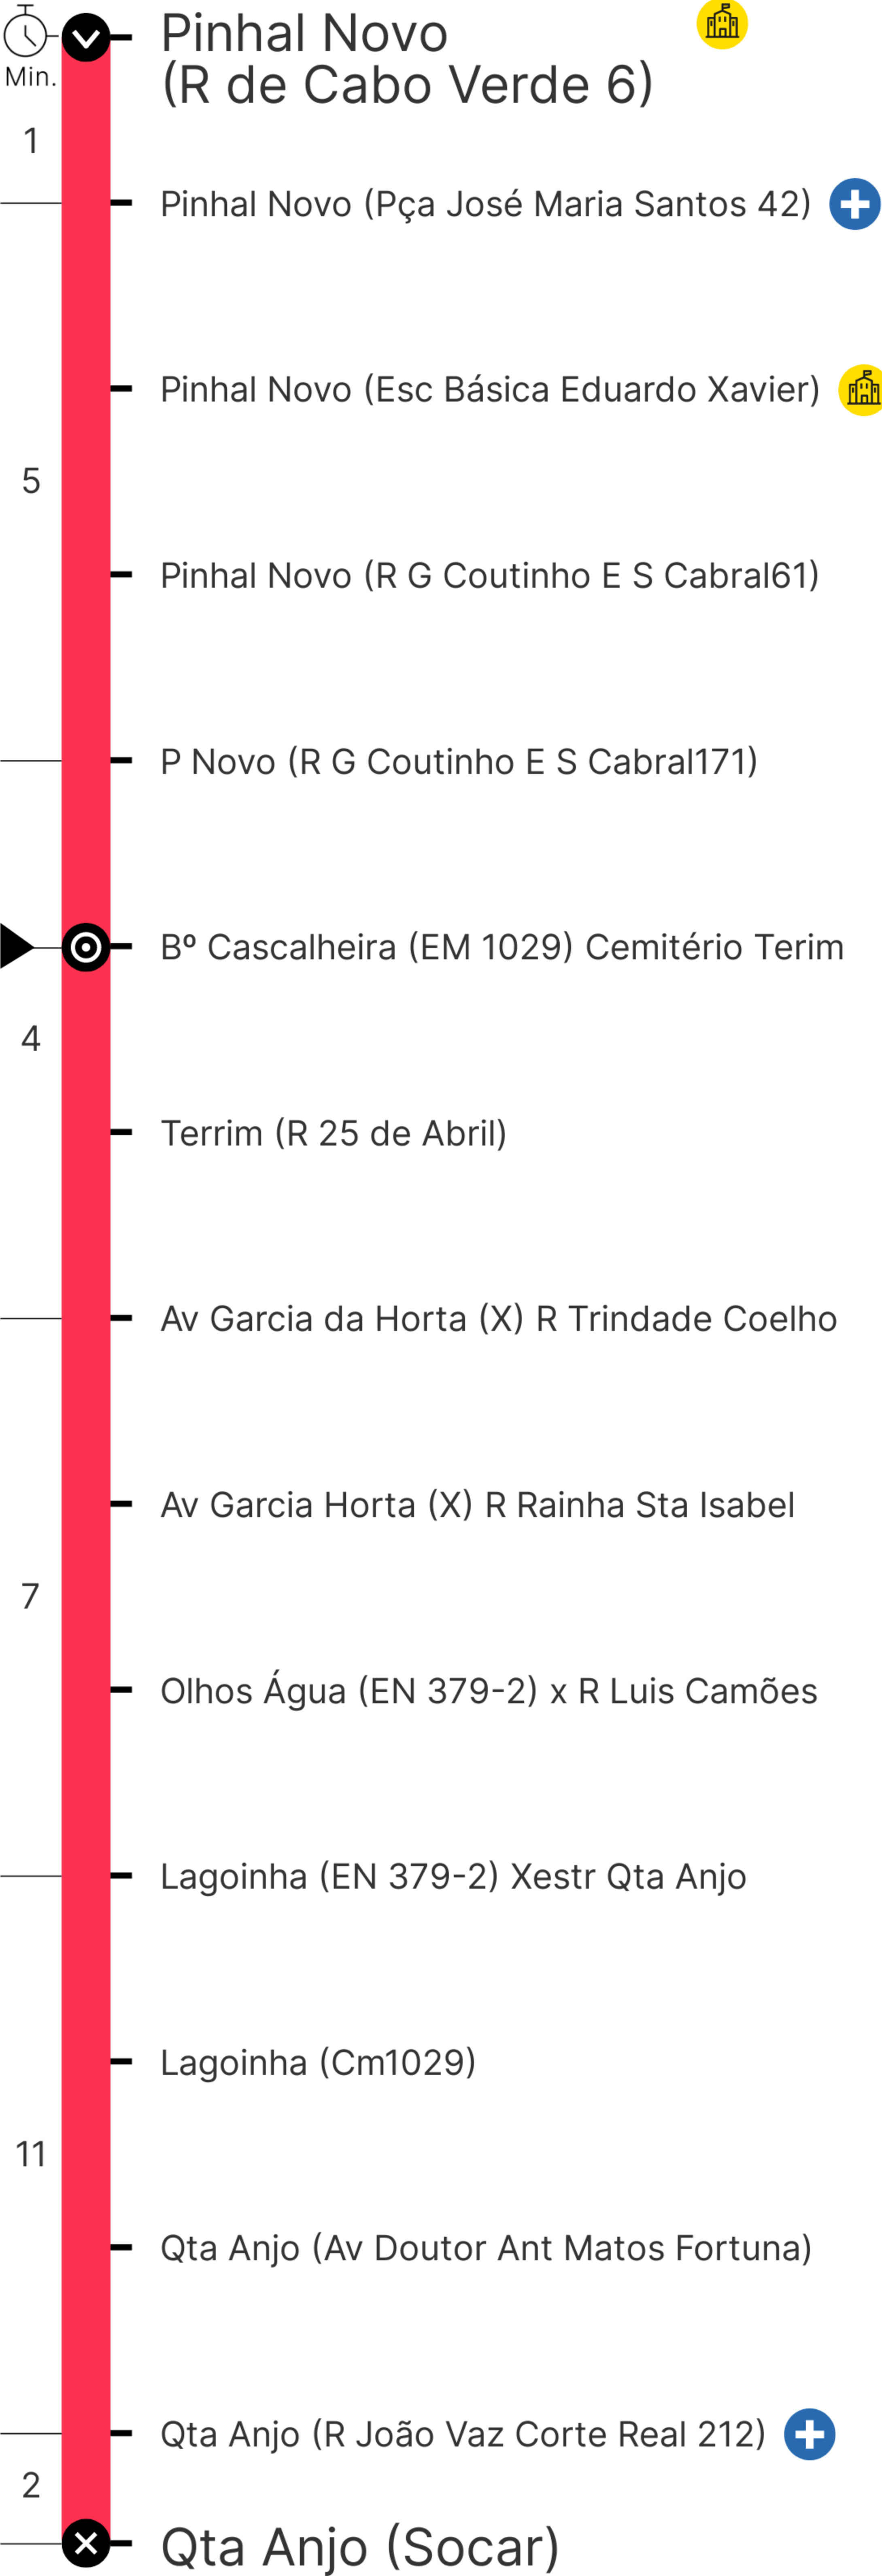 Pinhal Novo
(R de Cabo Verde 6)
Min.
1
Pinhal Novo (Pça José Maria Santos 42)
Pinhal Novo (Esc Básica Eduardo Xavier)
5
Pinhal Novo (R G Coutinho E S Cabral61)
P Novo (R G Coutinho E S Cabral171)
Bº Cascalheira (EM 1029) Cemitério Terim
4
Terrim (R 25 de Abril)
Av Garcia da Horta (X) R Trindade Coelho
Av Garcia Horta (X) R Rainha Sta Isabel
7
Olhos Água (EN 379-2) x R Luis Camões
Lagoinha (EN 379-2) Xestr Qta Anjo
Lagoinha (Cm1029)
11
Qta Anjo (Av Doutor Ant Matos Fortuna)
Qta Anjo (R João Vaz Corte Real 212)
2
Qta Anjo (Socar)